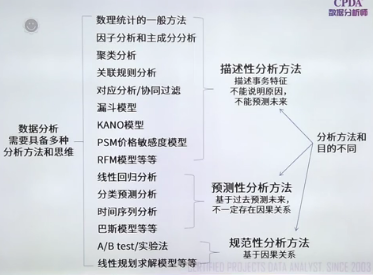 CPDA
数据分析师
数理统计的一般方法
因子分析和主成分分析
聚类分析
关联规则分析
对应分析/协同过滤
漏斗模型
KANO模型
PSM价格敏感度模型
RFM模型等等
线性回归分析
分类预测分析
时间序列分析
巴斯模型等等
A/B test/实验法
线性规划求解模型等等
数据分析
需要具备多种
分析方法和思维
描述性分析方法
描述事务特征
不能说明原因，
不能预测未来
预测性分析方法
基于过去预测未来，
不一定存在因果关系
规范性分析方法
基于因果关系
分析方法和
目的不同
CERTIFIED PROJECTS DATA ANALYST, SINCE 2003